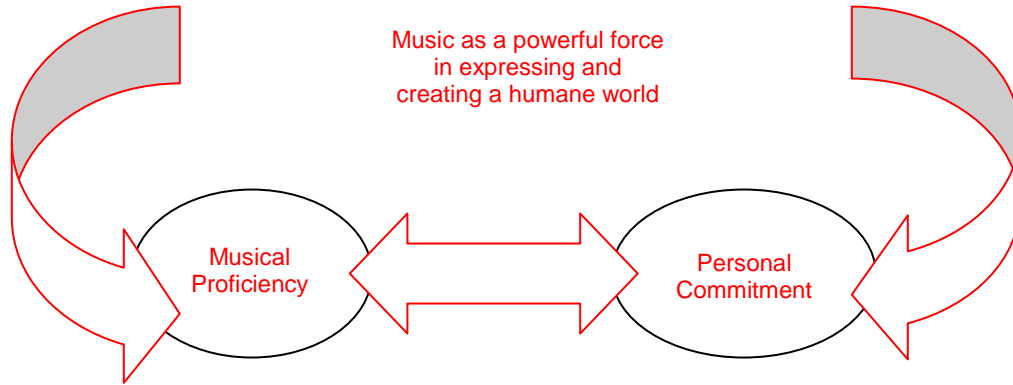 Music as a powerful force
in expressing and
creating a humane world
Musical
Proficiency
Personal
Commitment